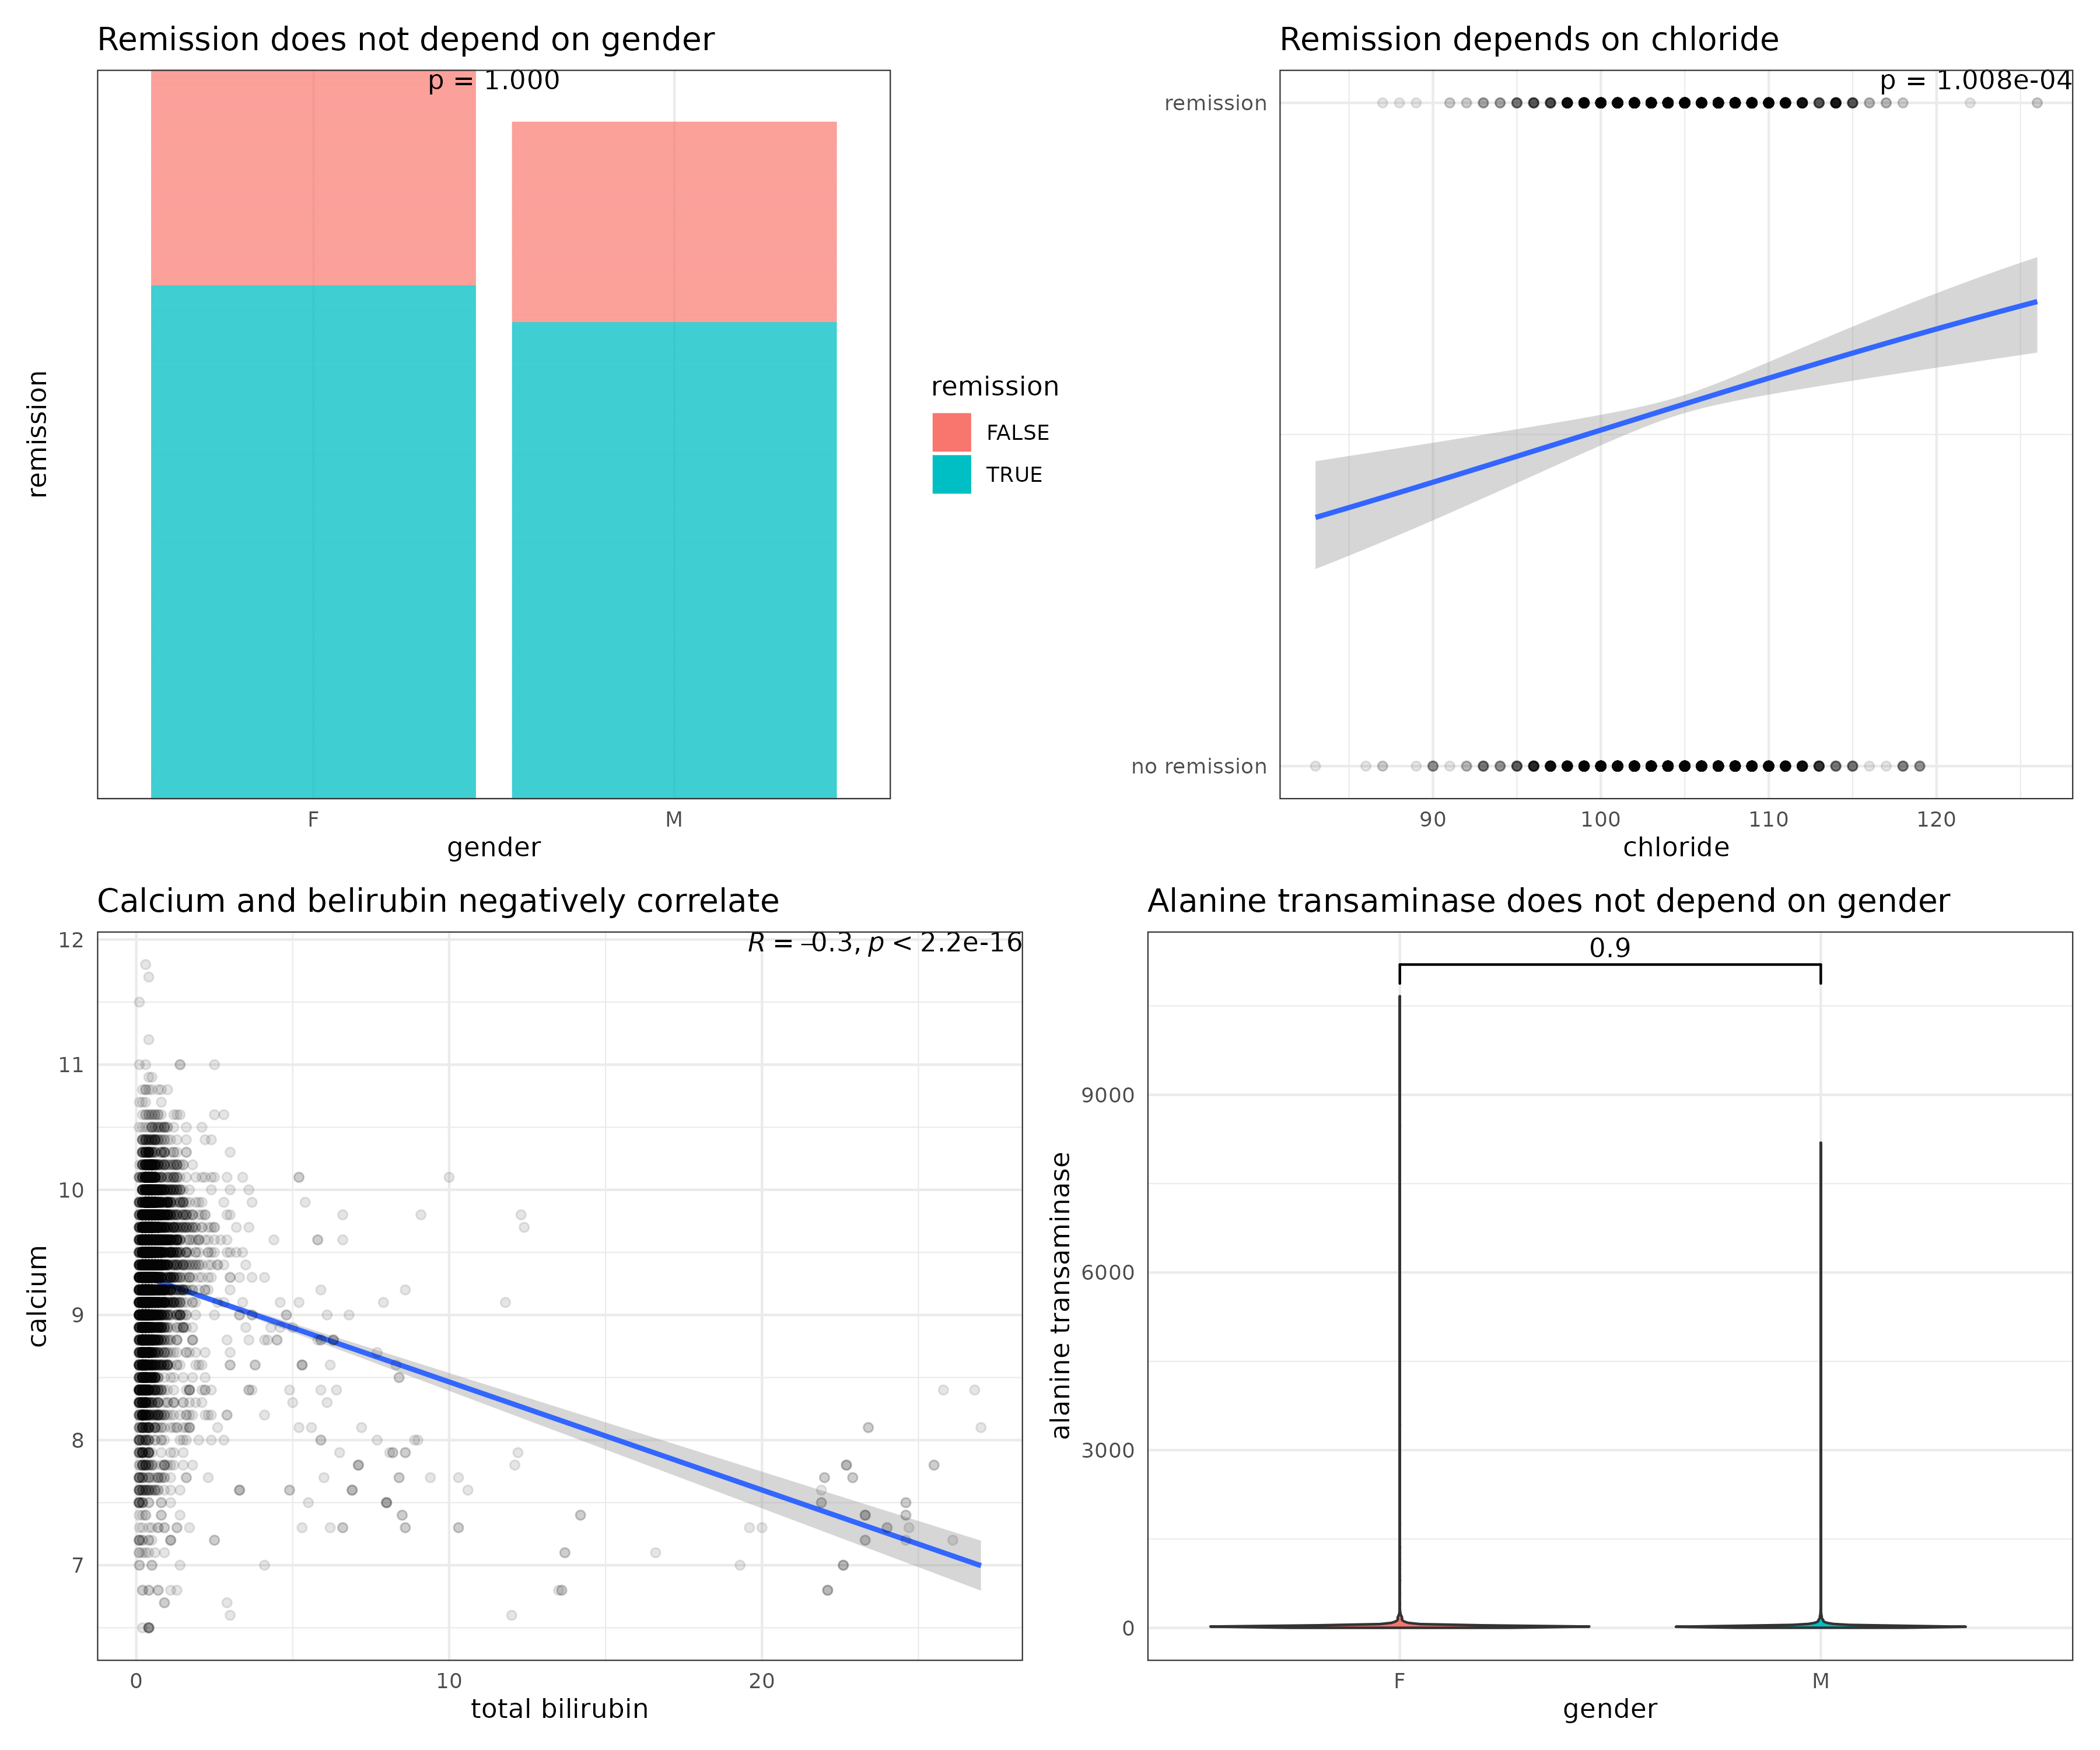 Remission does not depend on gender
p = 1.000
remission
F
M
gender
remission
FALSE
TRUE
Remission depends on chloride
p = 1.008e-04
remission
no remission
90
100
110
120
chloride
Calcium and belirubin negatively correlate
R = –0.3, p < 2.2e-16
12
11
10
9
8
7
calcium
0
10
20
total bilirubin
Alanine transaminase does not depend on gender
0.9
9000
6000
3000
0
alanine transaminase
F
M
gender